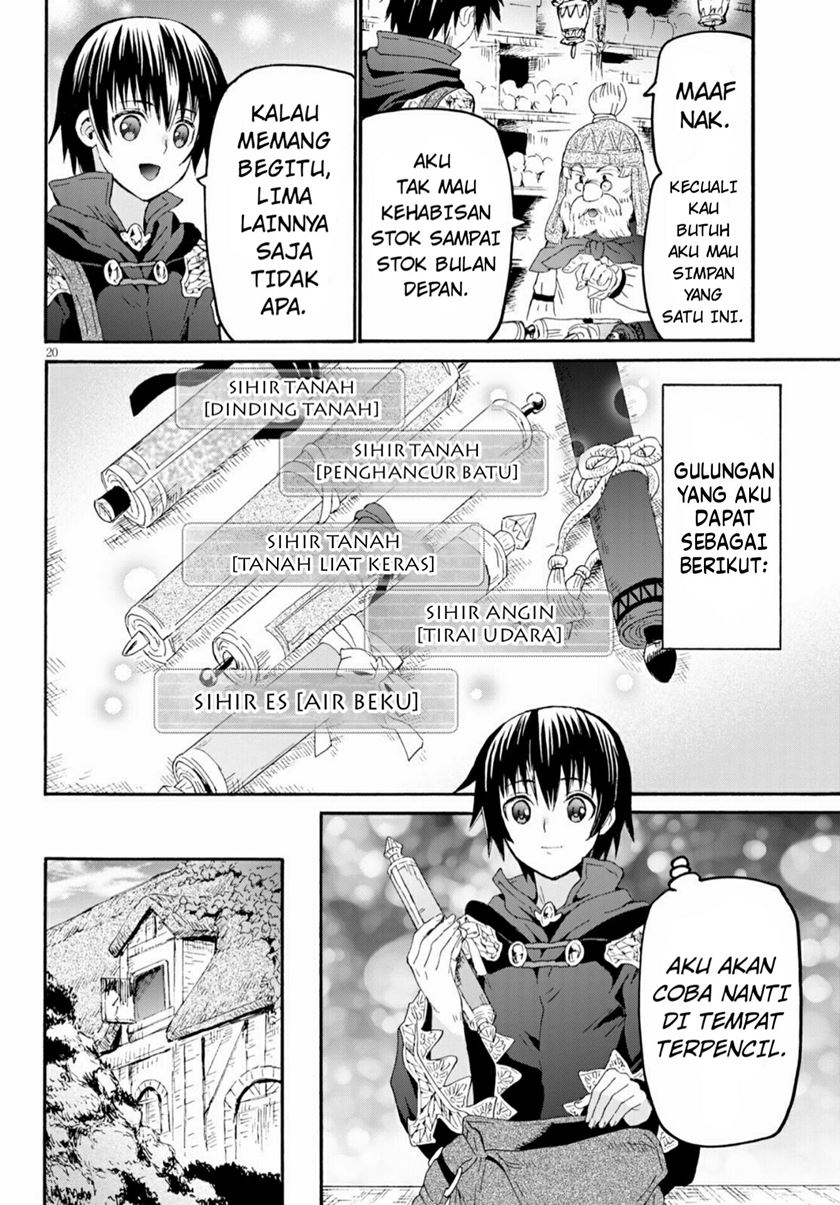 MAAF
NAK.
KECUALI
KAU
BUTUH
AKU MAU
SIMPAN
YANG
SATU INI.
AKU
TAK MAU
KEHABISAN
STOK SAMPAI
STOK BULAN
DEPAN.
KALAU
MEMANG
BEGITU,
LIMA
LAINNYA
SAJA
TIDAK
APA.
20
GULUNGAN
YANG AKU
DAPAT
SEBAGAI
BERIKUT:
SIHIR TANAH
[DINDING TANAH]
SIHIR TANAH
[PENGHANCUR BATU]
SIHIR TANAH
[TANAH LIAT KERAS]
SIHIR ANGIN
[TIRAI UDARA]
SIHIR ES [AIR BEKU]
AKU AKAN
COBA NANTI
DI TEMPAT
TERPENCIL.